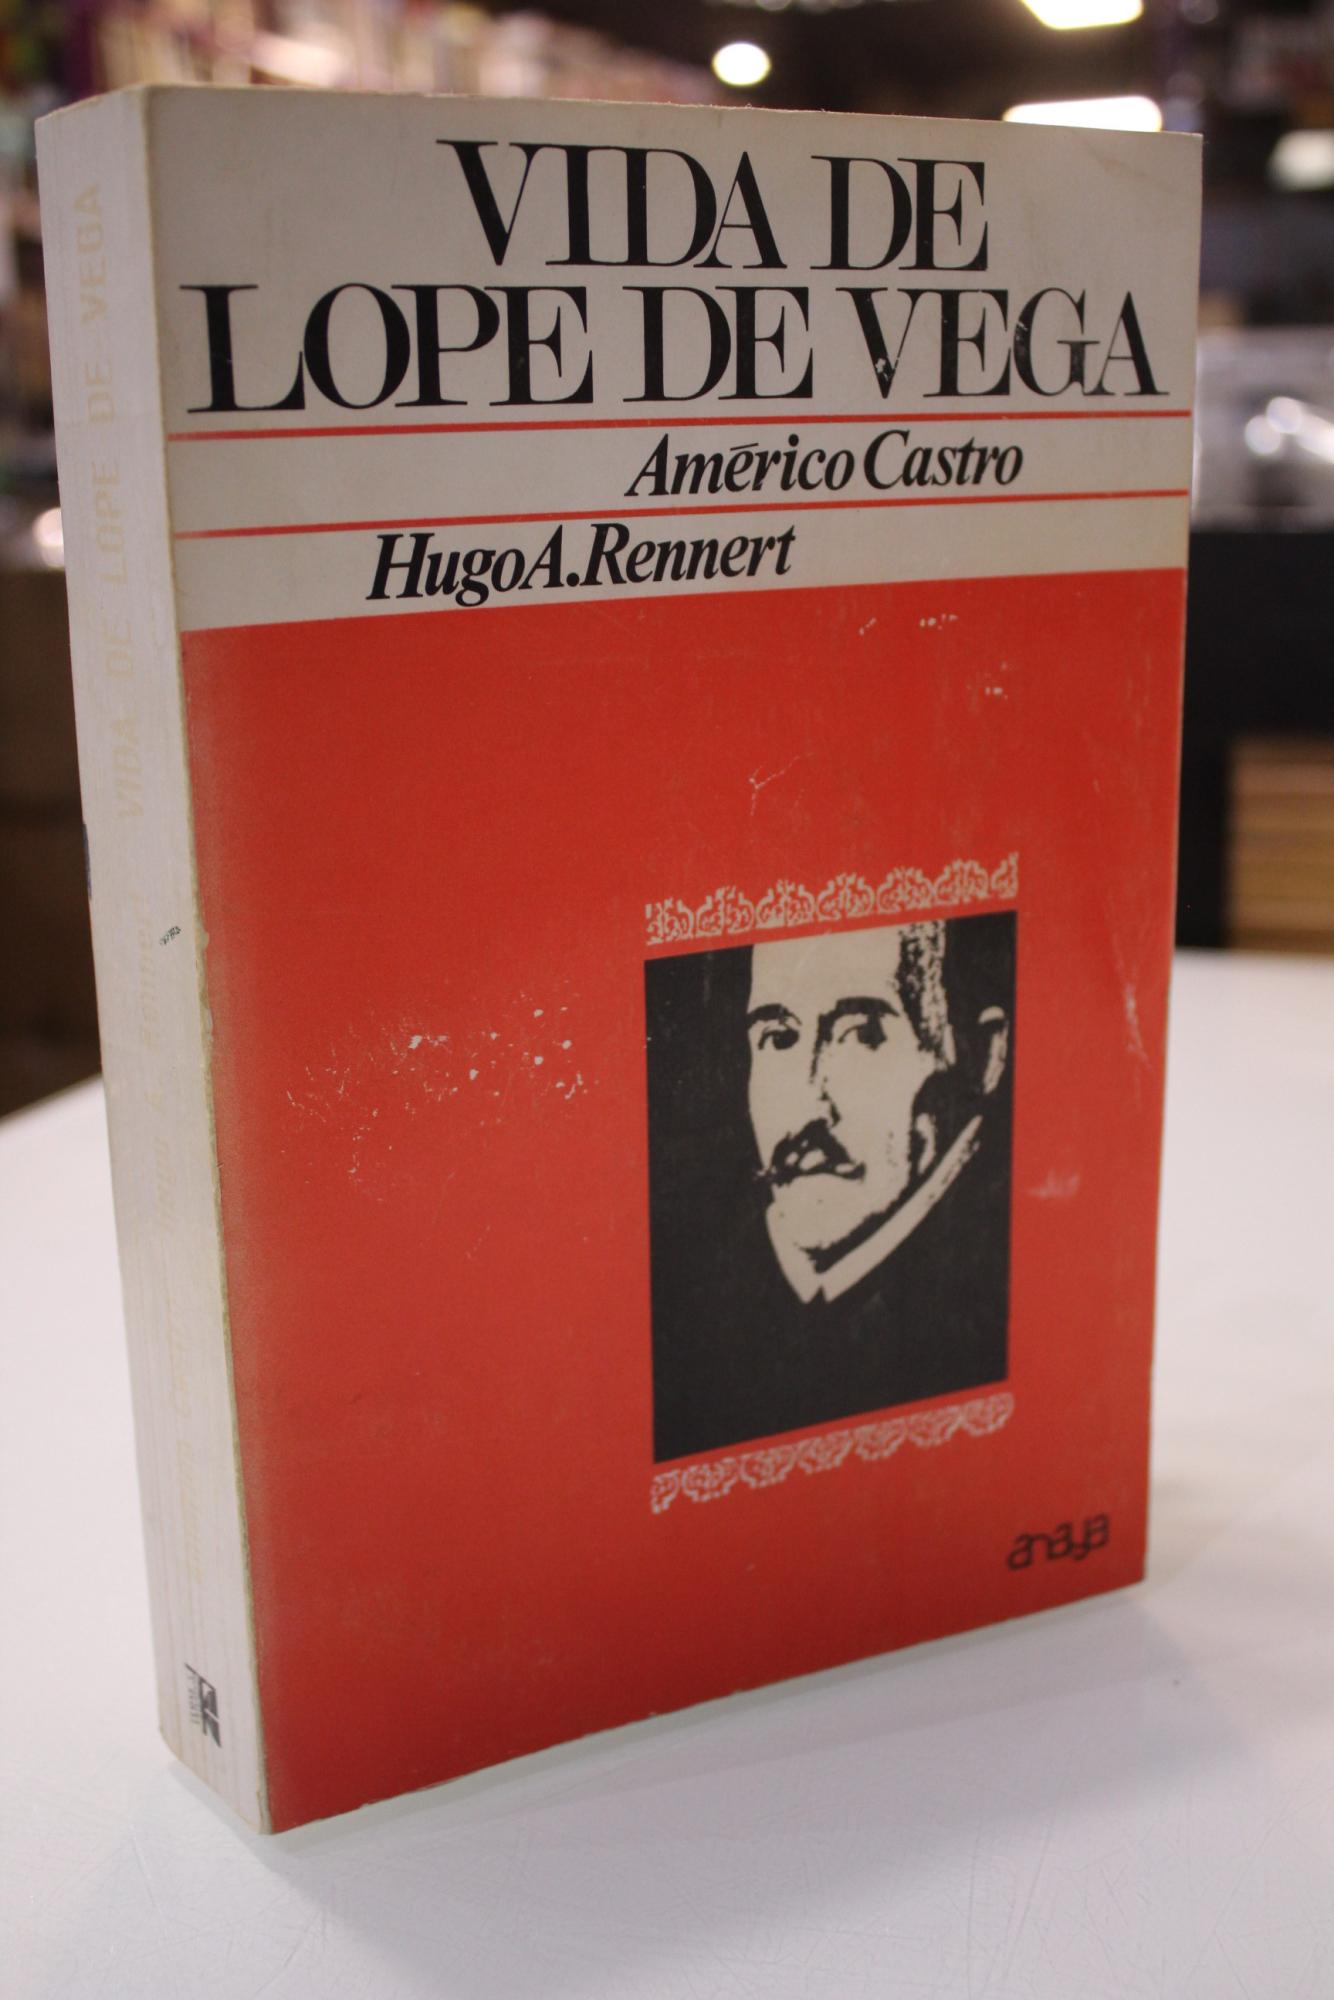 VIDA DE
LOPE DE VEGA
Américo Castro
Hugo A. Rennert
anaya
VIDA DE LOPE DE VEGA